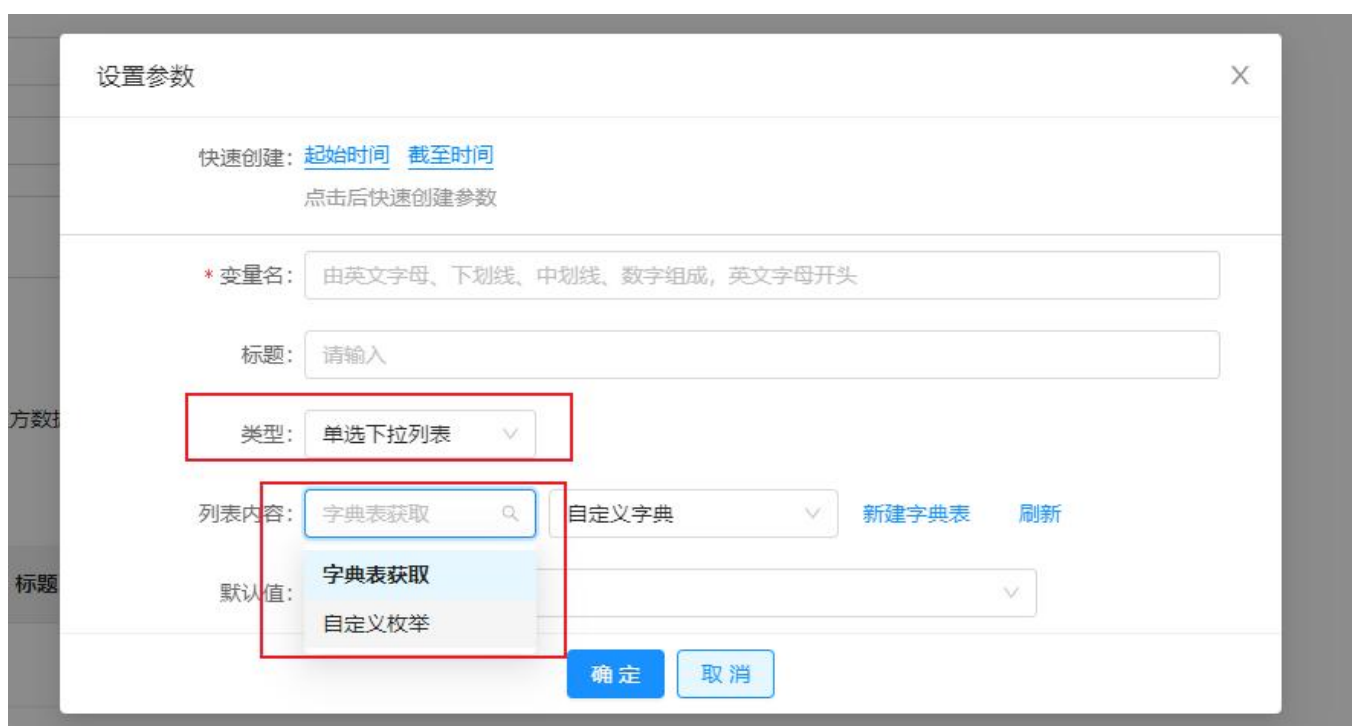 设置参数
快速创建： 起始时间 截至时间
点击后快速创建参数
* 变量名： 由英文字母、下划线、中划线、数字组成，英文字母开头
标题： 请输入
方数
类型： 单选下拉列表
列表内容： 字典表获取 自定义字典 新建字典表 刷新
字典表获取
标题
默认值：
自定义枚举
确 定 取 消